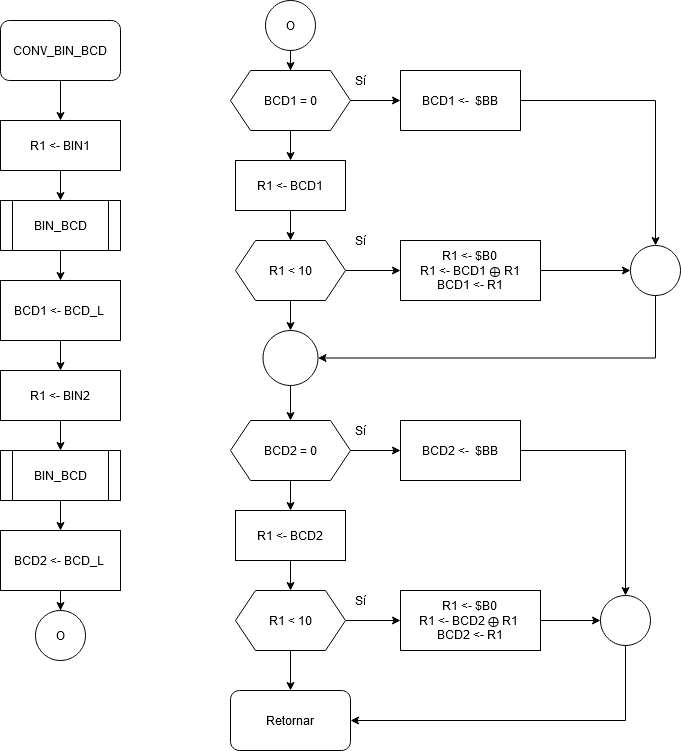 CONV_BIN_BCD
R1 <- BIN1
BIN_BCD
BCD1 <- BCD_L
R1 <- BIN2
BIN_BCD
BCD2 <- BCD_L
O
O
BCD1 = 0
Sí
BCD1 <- $BB
R1 <- BCD1
R1 < 10
Sí
R1 <- $B0
R1 <- BCD1 ⊕ R1
BCD1 <- R1
BCD2 = 0
Sí
BCD2 <- $BB
R1 <- BCD2
R1 < 10
Sí
R1 <- $B0
R1 <- BCD2 ⊕ R1
BCD2 <- R1
Retornar